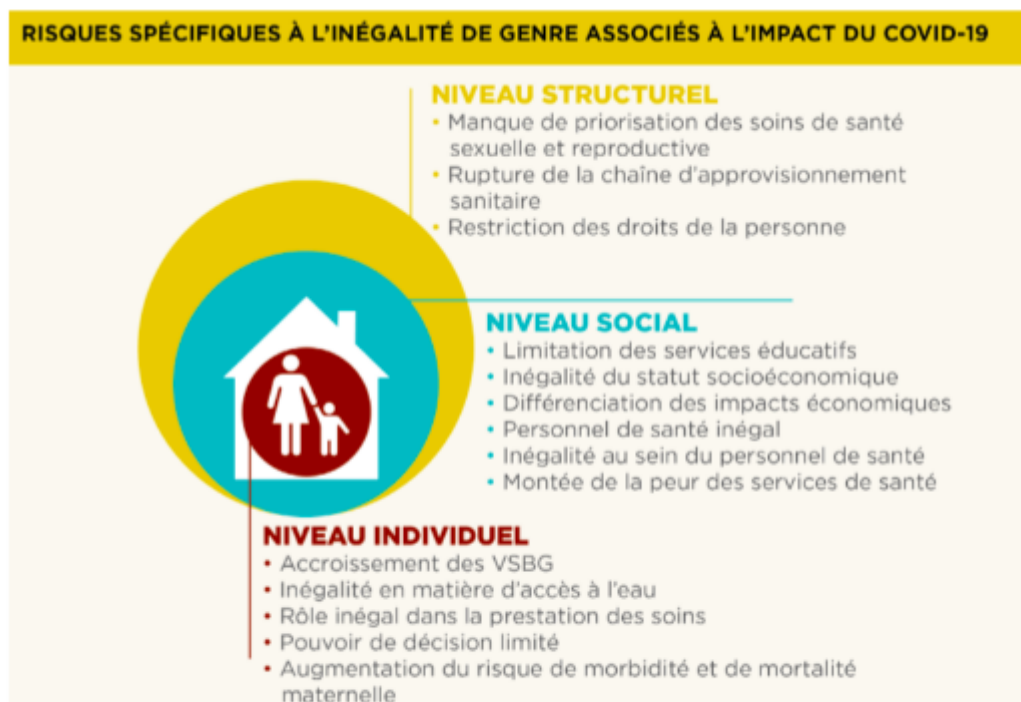 RISQUES SPÉCIFIQUES À L'INÉGALITÉ DE GENRE ASSOCIÉS À L'IMPACT DU COVID-19
NIVEAU STRUCTUREL
• Manque de priorisation des soins de santé
sexuelle et reproductive
• Rupture de la chaîne d'approvisionnement
sanitaire
• Restriction des droits de la personne
NIVEAU SOCIAL
• Limitation des services éducatifs
• Inégalité du statut socioéconomique
• Différenciation des impacts économiques
• Personnel de santé inégal
• Inégalité au sein du personnel de santé
• Montée de la peur des services de santé
NIVEAU INDIVIDUEL
• Accroissement des VSBG
• Inégalité en matière d'accès à l'eau
• Rôle inégal dans la prestation des soins
• Pouvoir de décision limité
• Augmentation du risque de morbidité et de mortalité
maternelle